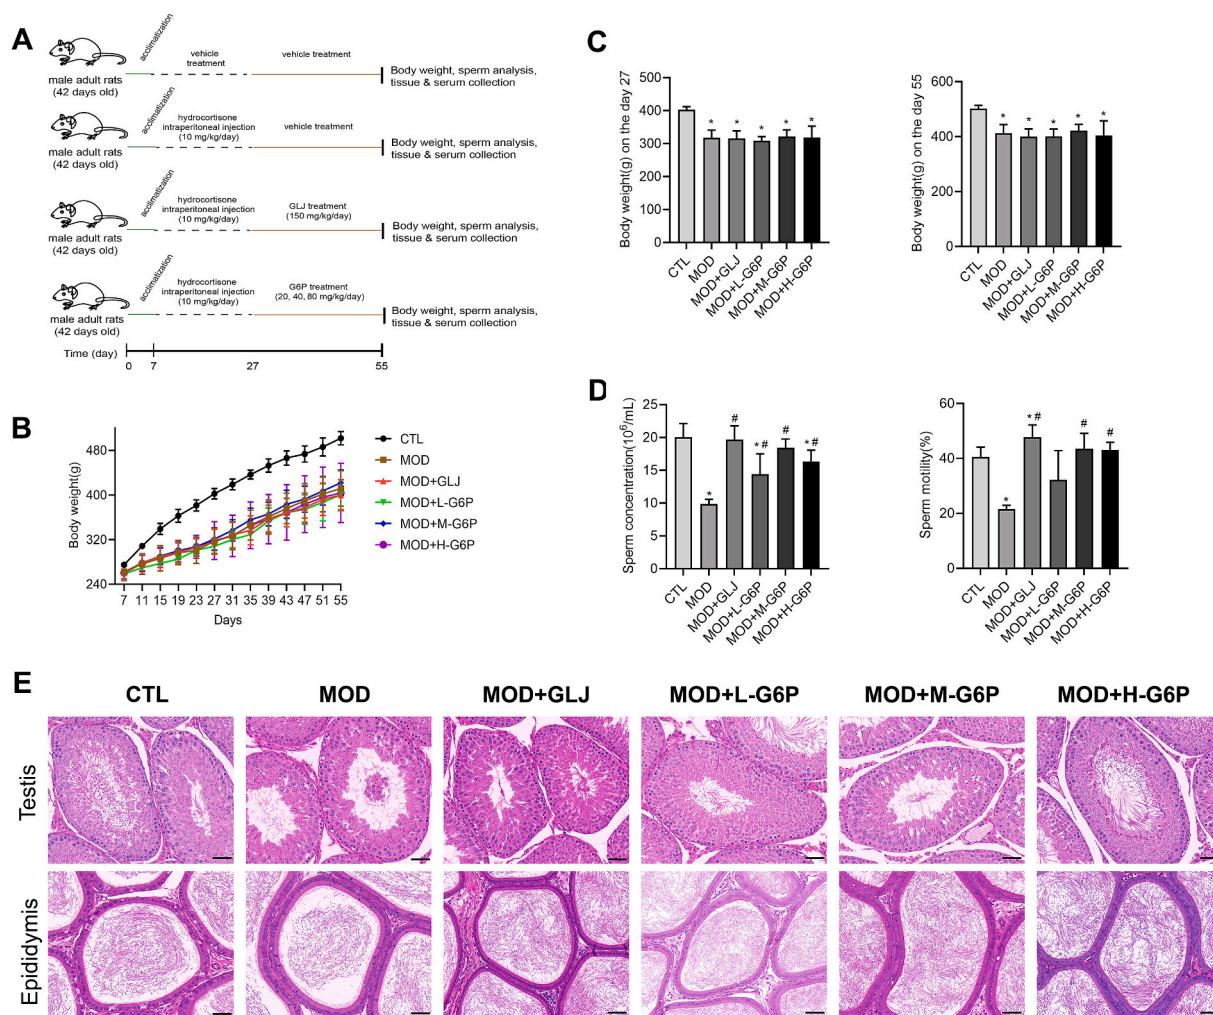 A
acclimatization
vehicle
treatment
vehicle treatment
male adult rats
(42 days old)
Body weight, sperm analysis,
tissue & serum collection
acclimatization
hydrocortisone
intraperitoneal injection
(10 mg/kg/day)
vehicle treatment
male adult rats
(42 days old)
Body weight, sperm analysis,
tissue & serum collection
acclimatization
hydrocortisone
intraperitoneal injection
(10 mg/kg/day)
GLJ treatment
(150 mg/kg/day)
male adult rats
(42 days old)
Body weight, sperm analysis,
tissue & serum collection
acclimatization
hydrocortisone
intraperitoneal injection
(10 mg/kg/day)
G6P treatment
(20, 40, 80 mg/kg/day)
male adult rats
(42 days old)
Body weight, sperm analysis,
tissue & serum collection
Time (day)
0 7 27 55
B
Body weight(g)
480
400
320
240
7 11 15 19 23 27 31 35 39 43 47 51 55
Days
CTL
MOD
MOD+GLJ
MOD+L-G6P
MOD+M-G6P
MOD+H-G6P
C
Body weight(g) on the day 27
500
400
300
200
100
0
* * * * *
CTL
MOD
MOD+GLJ
MOD+L-G6P
MOD+M-G6P
MOD+H-G6P
Body weight(g) on the day 55
600
400
200
0
* * * * *
CTL
MOD
MOD+GLJ
MOD+L-G6P
MOD+M-G6P
MOD+H-G6P
D
Sperm concentration(10⁶/mL)
25
20
15
10
5
0
* # *# # *#
CTL
MOD
MOD+GLJ
MOD+L-G6P
MOD+M-G6P
MOD+H-G6P
Sperm motility(%)
60
40
20
0
* *# # #
CTL
MOD
MOD+GLJ
MOD+L-G6P
MOD+M-G6P
MOD+H-G6P
E
CTL MOD MOD+GLJ MOD+L-G6P MOD+M-G6P MOD+H-G6P
Testis
Epididymis